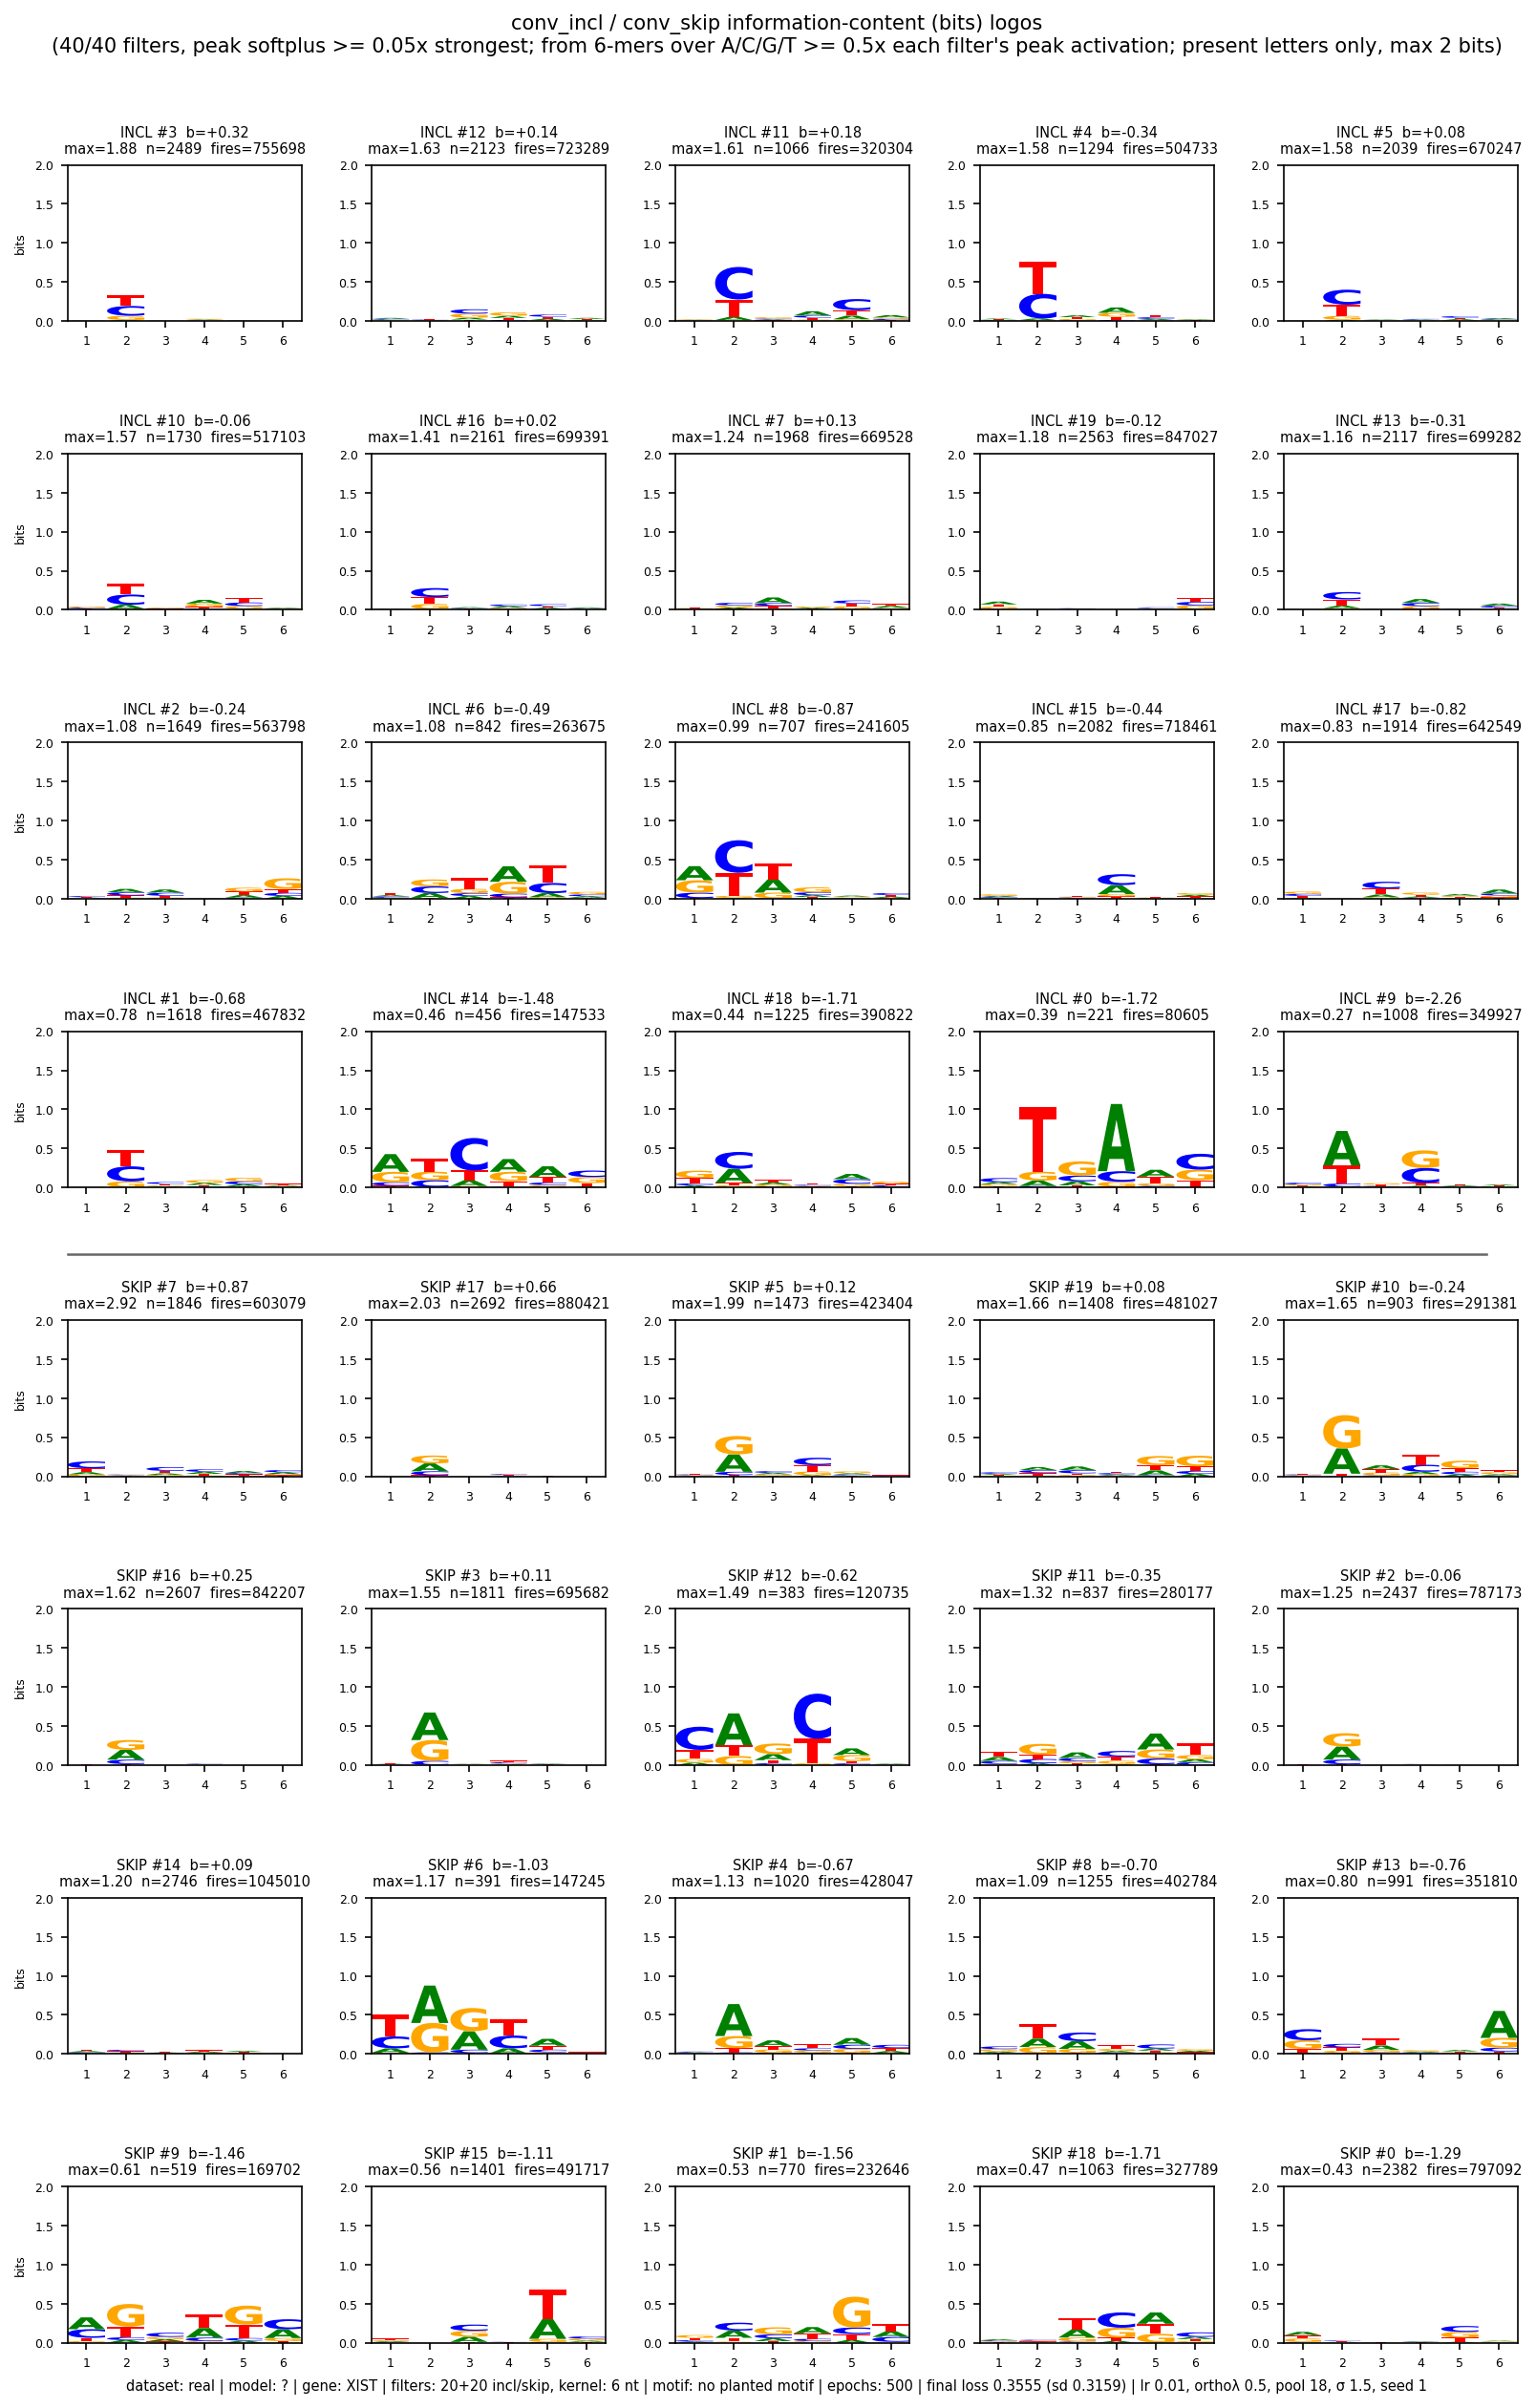 conv_incl / conv_skip information-content (bits) logos
(40/40 filters, peak softplus >= 0.05x strongest; from 6-mers over A/C/G/T >= 0.5x each filter's peak activation; present letters only, max 2 bits)
INCL #3 b=+0.32
max=1.88 n=2489 fires=755698
INCL #12 b=+0.14
max=1.63 n=2123 fires=723289
INCL #11 b=+0.18
max=1.61 n=1066 fires=320304
INCL #4 b=-0.34
max=1.58 n=1294 fires=504733
INCL #5 b=+0.08
max=1.58 n=2039 fires=670247
INCL #10 b=-0.06
max=1.57 n=1730 fires=517103
INCL #16 b=+0.02
max=1.41 n=2161 fires=699391
INCL #7 b=+0.13
max=1.24 n=1968 fires=669528
INCL #19 b=-0.12
max=1.18 n=2563 fires=847027
INCL #13 b=-0.31
max=1.16 n=2117 fires=699282
INCL #2 b=-0.24
max=1.08 n=1649 fires=563798
INCL #6 b=-0.49
max=1.08 n=842 fires=263675
INCL #8 b=-0.87
max=0.99 n=707 fires=241605
INCL #15 b=-0.44
max=0.85 n=2082 fires=718461
INCL #17 b=-0.82
max=0.83 n=1914 fires=642549
INCL #1 b=-0.68
max=0.78 n=1618 fires=467832
INCL #14 b=-1.48
max=0.46 n=456 fires=147533
INCL #18 b=-1.71
max=0.44 n=1225 fires=390822
INCL #0 b=-1.72
max=0.39 n=221 fires=80605
INCL #9 b=-2.26
max=0.27 n=1008 fires=349927
SKIP #7 b=+0.87
max=2.92 n=1846 fires=603079
SKIP #17 b=+0.66
max=2.03 n=2692 fires=880421
SKIP #5 b=+0.12
max=1.99 n=1473 fires=423404
SKIP #19 b=+0.08
max=1.66 n=1408 fires=481027
SKIP #10 b=-0.24
max=1.65 n=903 fires=291381
SKIP #16 b=+0.25
max=1.62 n=2607 fires=842207
SKIP #3 b=+0.11
max=1.55 n=1811 fires=695682
SKIP #12 b=-0.62
max=1.49 n=383 fires=120735
SKIP #11 b=-0.35
max=1.32 n=837 fires=280177
SKIP #2 b=-0.06
max=1.25 n=2437 fires=787173
SKIP #14 b=+0.09
max=1.20 n=2746 fires=1045010
SKIP #6 b=-1.03
max=1.17 n=391 fires=147245
SKIP #4 b=-0.67
max=1.13 n=1020 fires=428047
SKIP #8 b=-0.70
max=1.09 n=1255 fires=402784
SKIP #13 b=-0.76
max=0.80 n=991 fires=351810
SKIP #9 b=-1.46
max=0.61 n=519 fires=169702
SKIP #15 b=-1.11
max=0.56 n=1401 fires=491717
SKIP #1 b=-1.56
max=0.53 n=770 fires=232646
SKIP #18 b=-1.71
max=0.47 n=1063 fires=327789
SKIP #0 b=-1.29
max=0.43 n=2382 fires=797092
dataset: real | model: ? | gene: XIST | filters: 20+20 incl/skip, kernel: 6 nt | motif: no planted motif | epochs: 500 | final loss 0.3555 (sd 0.3159) | lr 0.01, orthoλ 0.5, pool 18, σ 1.5, seed 1